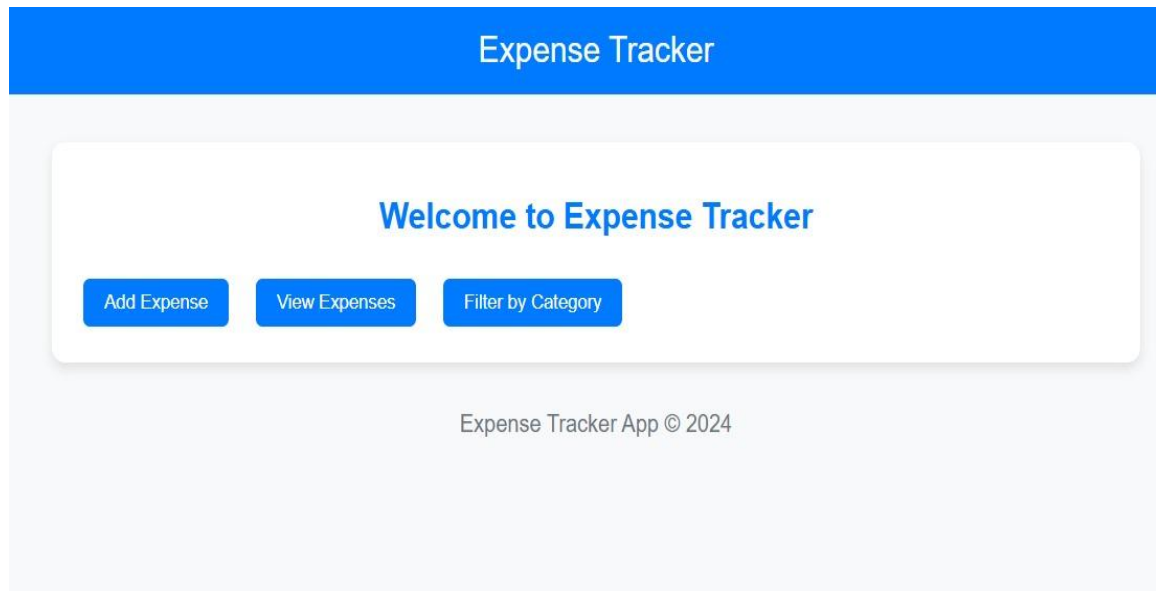 Expense Tracker
Welcome to Expense Tracker
Add Expense View Expenses Filter by Category
Expense Tracker App © 2024